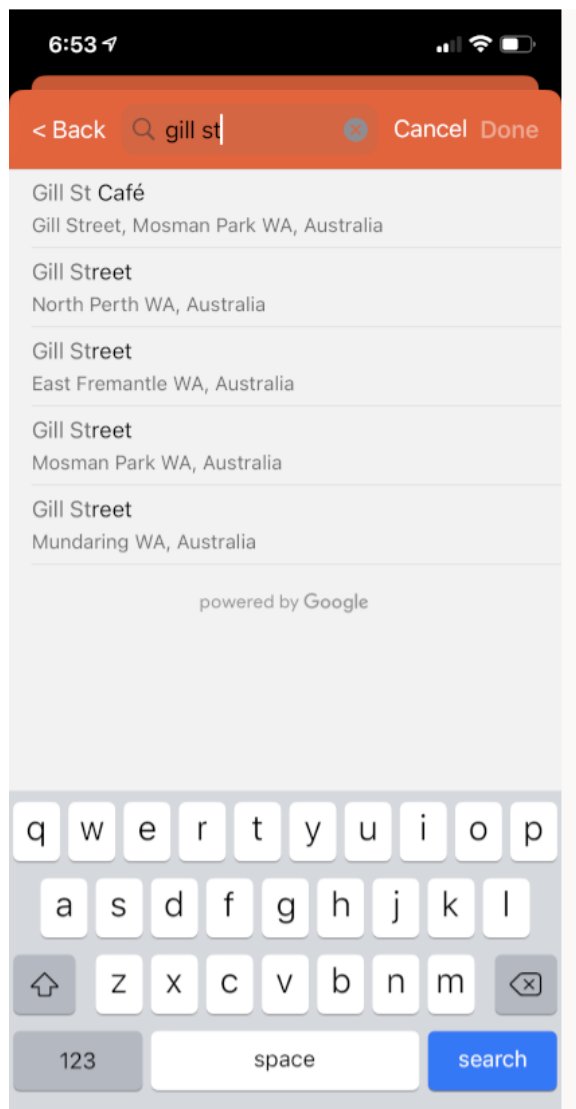 6:53
< Back gill st Cancel Done
Gill St Café
Gill Street, Mosman Park WA, Australia
Gill Street
North Perth WA, Australia
Gill Street
East Fremantle WA, Australia
Gill Street
Mosman Park WA, Australia
Gill Street
Mundaring WA, Australia
powered by Google
q w e r t y u i o p
a s d f g h j k l
z x c v b n m
123 space search